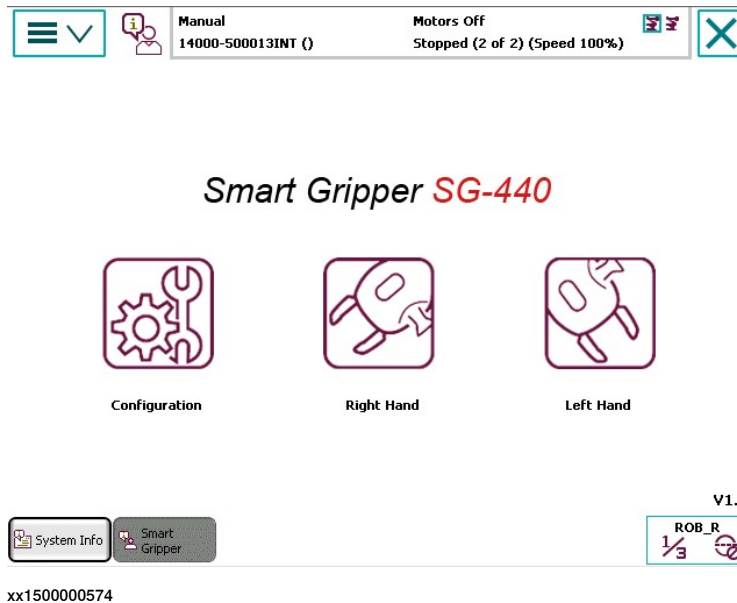 Manual
14000-500013INT ()
Motors Off
Stopped (2 of 2) (Speed 100%)
Smart Gripper SG-440
Configuration
Right Hand
Left Hand
V1.
System Info
Smart
Gripper
ROB_R
1/3
xx1500000574